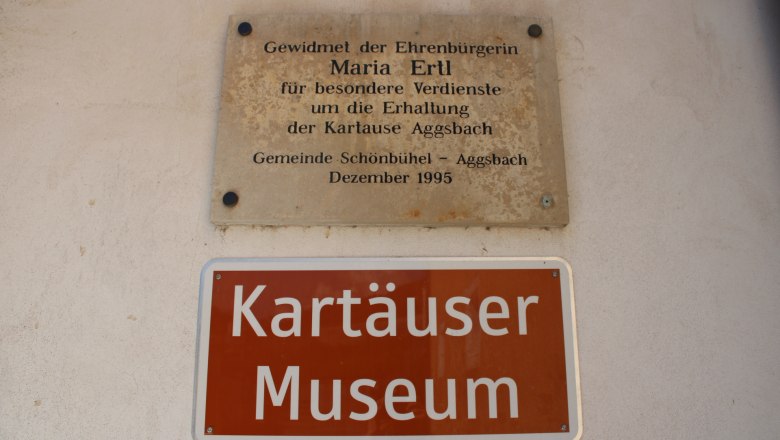 Gewidmet der Ehrenbürgerin
Maria Ertl
für besondere Verdienste
um die Erhaltung
der Kartause Aggsbach
Gemeinde Schönbühel – Aggsbach
Dezember 1995
Kartäuser
Museum